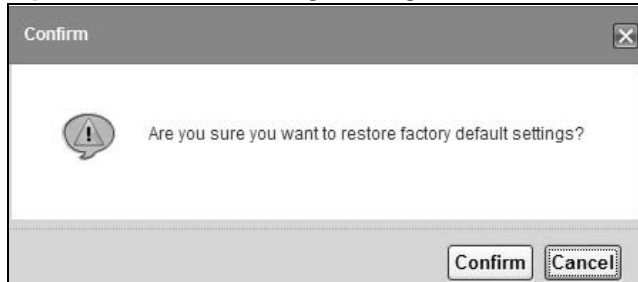 Confirm
Are you sure you want to restore factory default settings?
Confirm Cancel